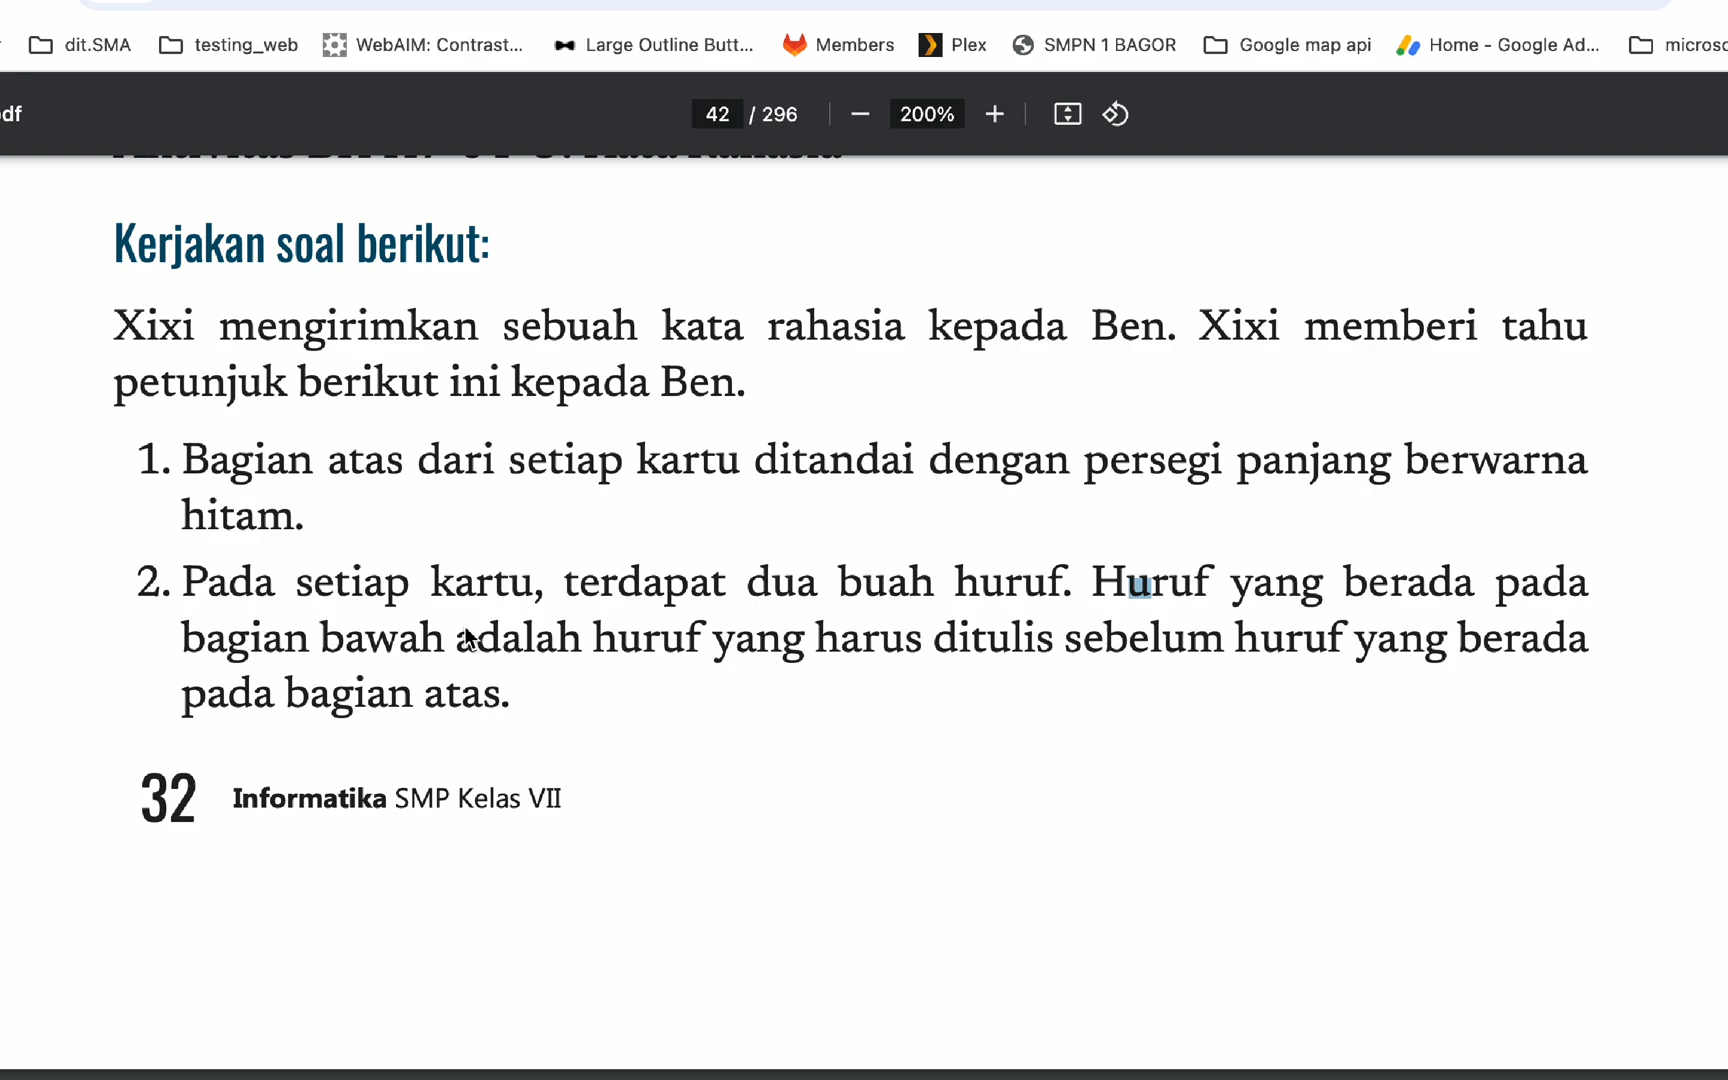 dit.SMA testing_web WebAIM: Contrast... Large Outline Butt... Members Plex SMPN 1 BAGOR Google map api Home - Google Ad... microsc
df 42 / 296 200%
Kerjakan soal berikut:
Xixi mengirimkan sebuah kata rahasia kepada Ben. Xixi memberi tahu
petunjuk berikut ini kepada Ben.
1. Bagian atas dari setiap kartu ditandai dengan persegi panjang berwarna
hitam.
2. Pada setiap kartu, terdapat dua buah huruf. Huruf yang berada pada
bagian bawah adalah huruf yang harus ditulis sebelum huruf yang berada
pada bagian atas.
32 Informatika SMP Kelas VII